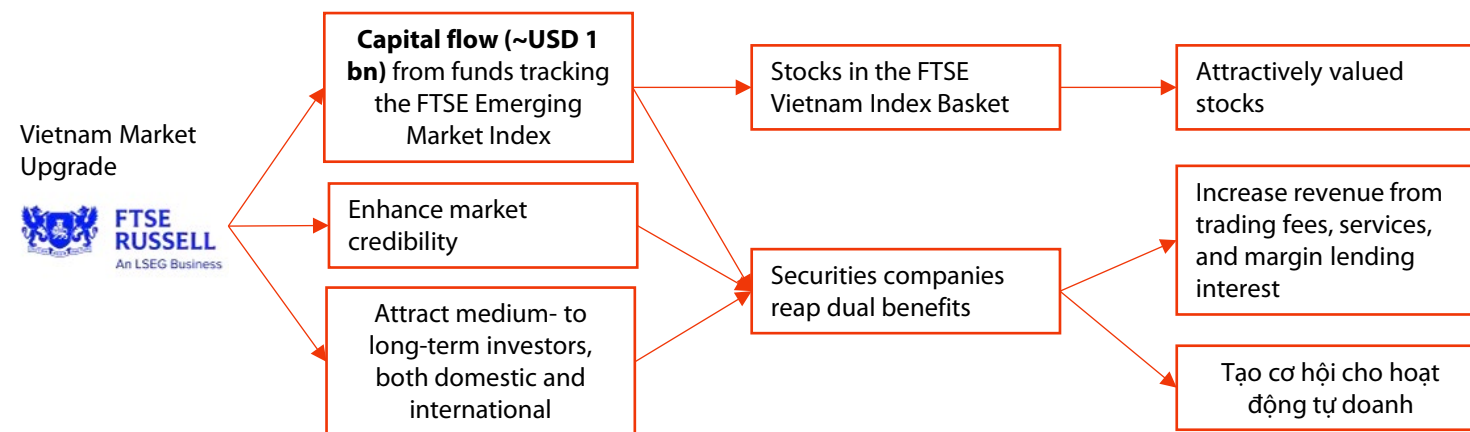 Vietnam Market
Upgrade
FTSE
RUSSELL
An LSEG Business
Capital flow (~USD 1
bn) from funds tracking
the FTSE Emerging
Market Index
Enhance market
credibility
Attract medium- to
long-term investors,
both domestic and
international
Stocks in the FTSE
Vietnam Index Basket
Securities companies
reap dual benefits
Attractively valued
stocks
Increase revenue from
trading fees, services,
and margin lending
interest
Tạo cơ hội cho hoạt
động tự doanh